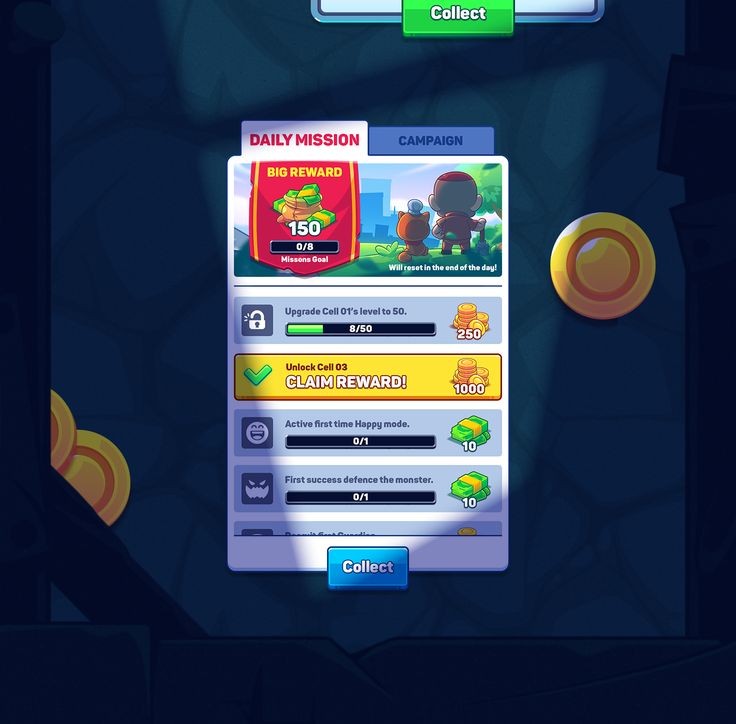 Collect
DAILY MISSION
CAMPAIGN
BIG REWARD
150
0/8
Missons Goal
Will reset in the end of the day!
Upgrade Cell 01's level to 50.
8/50
250
Unlock Cell 03
CLAIM REWARD!
1000
Active first time Happy mode.
0/1
10
First success defence the monster.
0/1
10
Collect